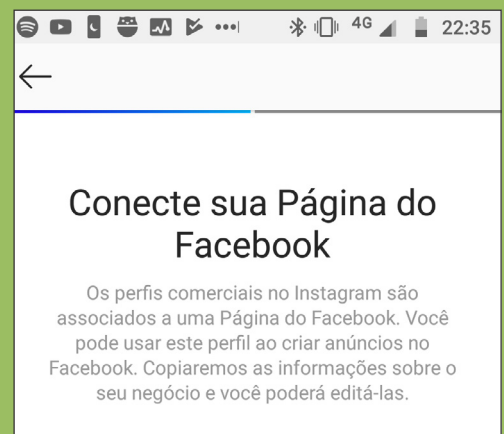 4G 22:35
Conecte sua Página do
Facebook
Os perfis comerciais no Instagram são
associados a uma Página do Facebook. Você
pode usar este perfil ao criar anúncios no
Facebook. Copiaremos as informações sobre o
seu negócio e você poderá editá-las.